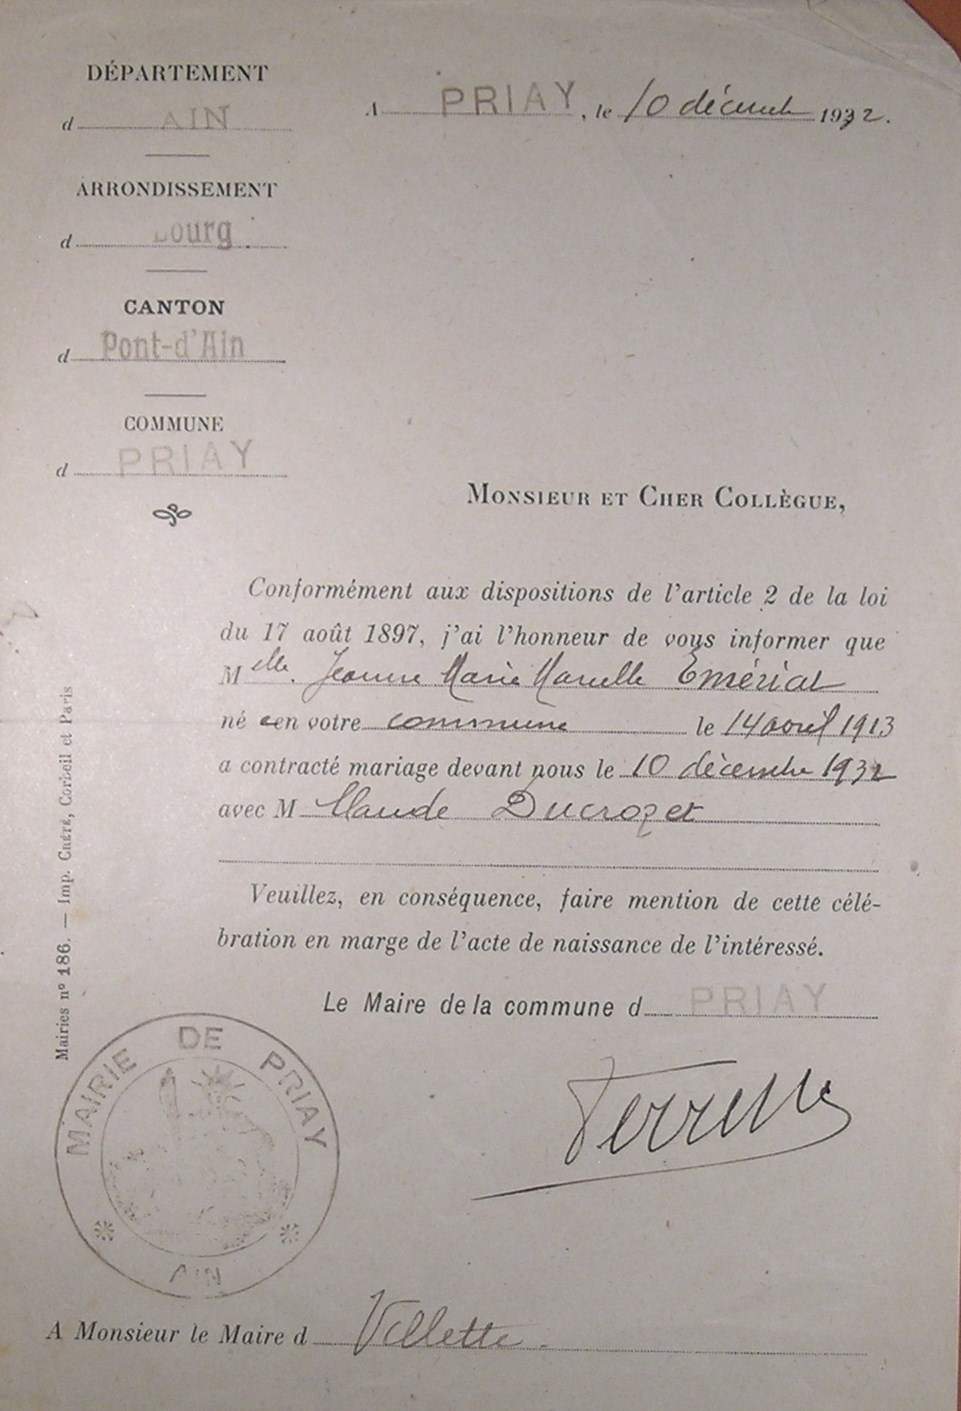 DÉPARTEMENT
d AIN
A PRIAY, le 10 décembre 1932.
ARRONDISSEMENT
d Bourg
CANTON
d Pont-d'Ain
COMMUNE
d PRIAY
MONSIEUR ET CHER COLLÈGUE,
Conformément aux dispositions de l'article 2 de la loi
du 17 août 1897, j'ai l'honneur de vous informer que
Melle. Jeanne Marie Marcelle Emériat
né e en votre commune le 14 avril 1913
a contracté mariage devant nous le 10 décembre 1932
avec M Claude Ducrozet
Veuillez, en conséquence, faire mention de cette célé-
bration en marge de l'acte de naissance de l'intéressé.
Le Maire de la commune d PRIAY
MAIRIE DE PRIAY
AIN
A Monsieur le Maire d Villette.
Mairies nº 186. — Imp. CRÉTÉ, Corbeil et Paris